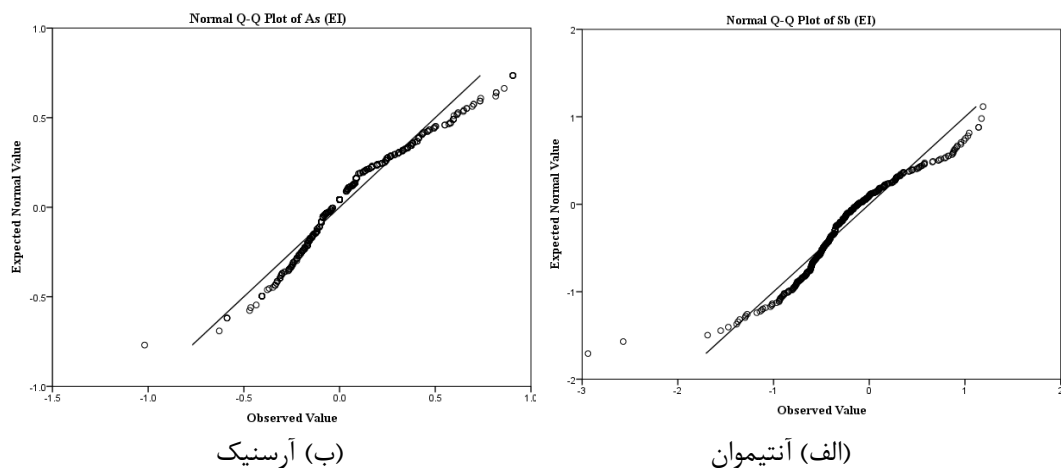 Normal Q-Q Plot of As (EI)
Expected Normal Value
1.0
0.5
0.0
-0.5
-1.0
-1.5
-1.0
-0.5
0.0
0.5
1.0
Observed Value
(ب) آرسنیک
Normal Q-Q Plot of Sb (EI)
Expected Normal Value
2
1
0
-1
-2
-3
-2
-1
0
1
2
Observed Value
(الف) آنتیموان